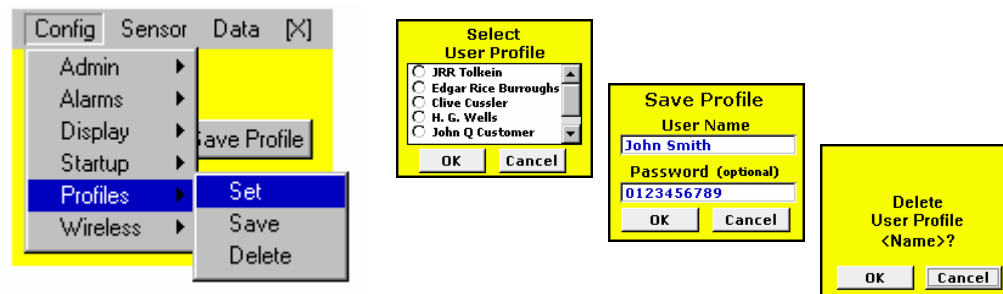 Config Sensor Data [X]
Admin
Alarms
Display
Startup
Profiles
Wireless
Save Profile
Set
Save
Delete
Select
User Profile
JRR Tolkein
Edgar Rice Burroughs
Clive Cussler
H. G. Wells
John Q Customer
OK Cancel
Save Profile
User Name
John Smith
Password (optional)
0123456789
OK Cancel
Delete
User Profile
<Name>?
OK Cancel